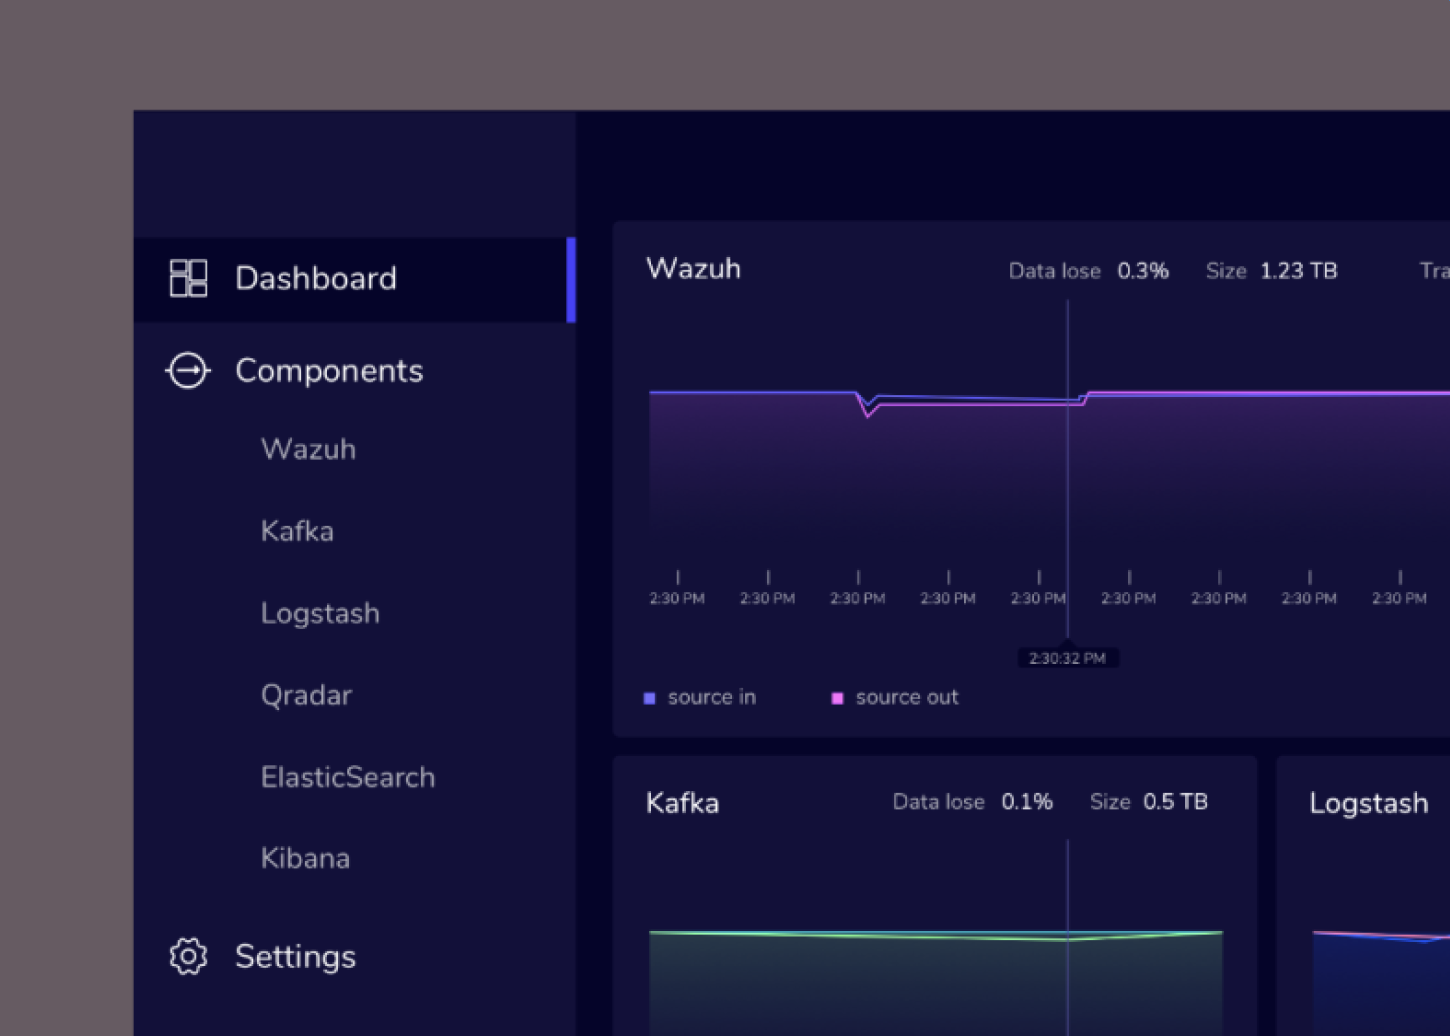 Dashboard
Components
Wazuh
Kafka
Logstash
Qradar
ElasticSearch
Kibana
Settings
Wazuh Data lose 0.3% Size 1.23 TB Tra
2:30 PM 2:30 PM 2:30 PM 2:30 PM 2:30 PM 2:30 PM 2:30 PM 2:30 PM 2:30 PM
2:30:32 PM
source in source out
Kafka Data lose 0.1% Size 0.5 TB
Logstash